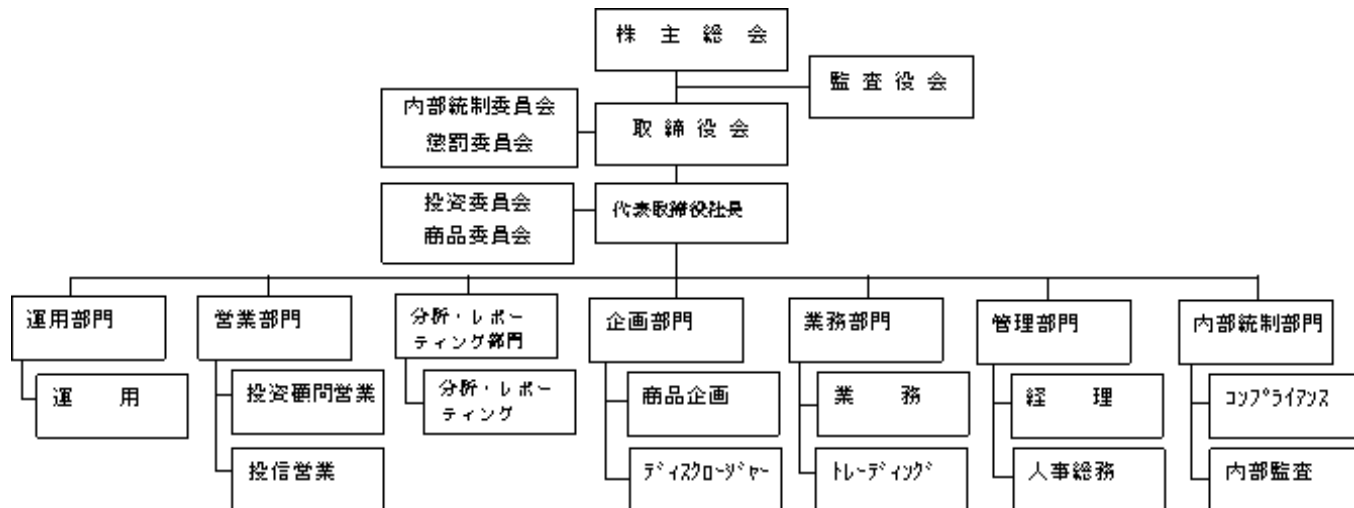 株 主 総 会
監 査 役 会
内部統制委員会
懲罰委員会
取 締 役 会
投資委員会
商品委員会
代表取締役社長
運用部門
営業部門
分析・レポー
ティング部門
企画部門
業務部門
管理部門
内部統制部門
運 用
投資顧問営業
分析・レポー
ティング
商品企画
業 務
経 理
コンプライアンス
投信営業
ディスクロージャー
トレーディング
人事総務
内部監査